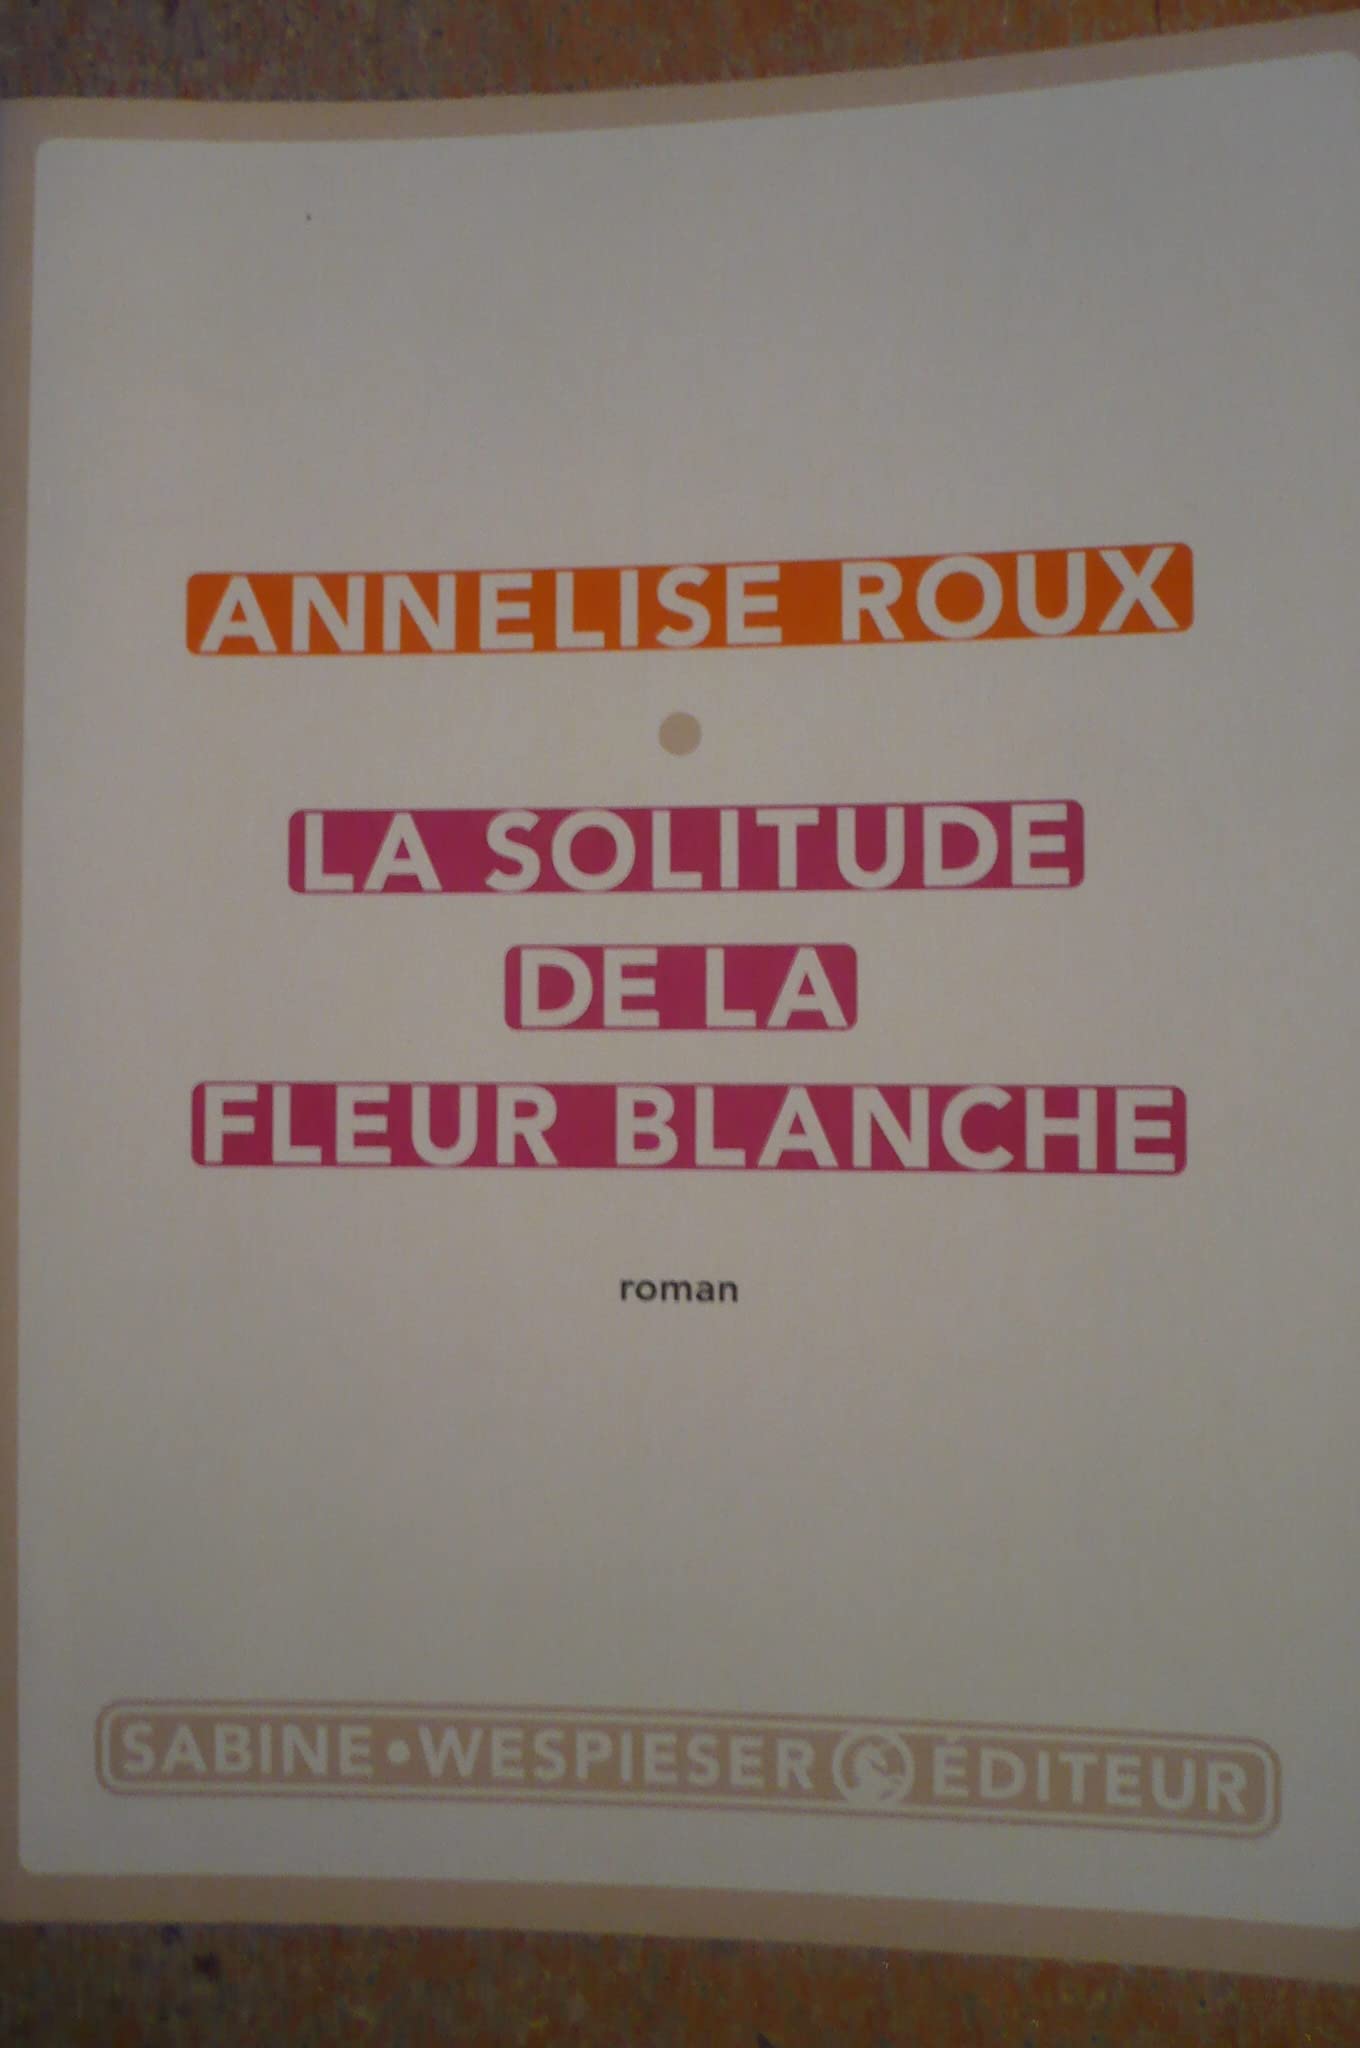 ANNELISE ROUX
LA SOLITUDE
DE LA
FLEUR BLANCHE
roman
SABINE • WESPIESER ÉDITEUR